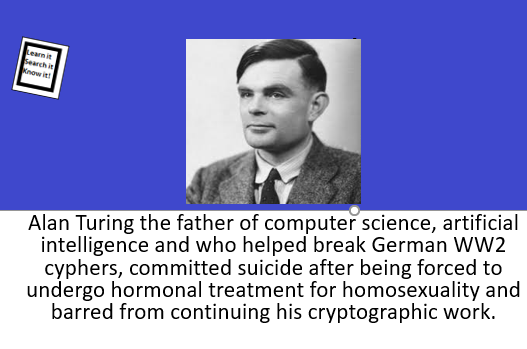 Learn it
Search it
Know it!
Alan Turing the father of computer science, artificial
intelligence and who helped break German WW2
cyphers, committed suicide after being forced to
undergo hormonal treatment for homosexuality and
barred from continuing his cryptographic work.